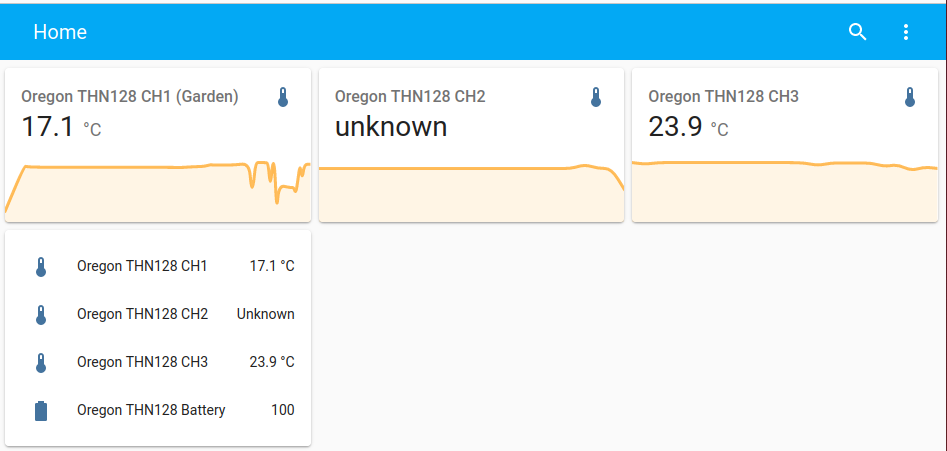 Home
Oregon THN128 CH1 (Garden)
17.1 °C
Oregon THN128 CH2
unknown
Oregon THN128 CH3
23.9 °C
Oregon THN128 CH1 17.1 °C
Oregon THN128 CH2 Unknown
Oregon THN128 CH3 23.9 °C
Oregon THN128 Battery 100